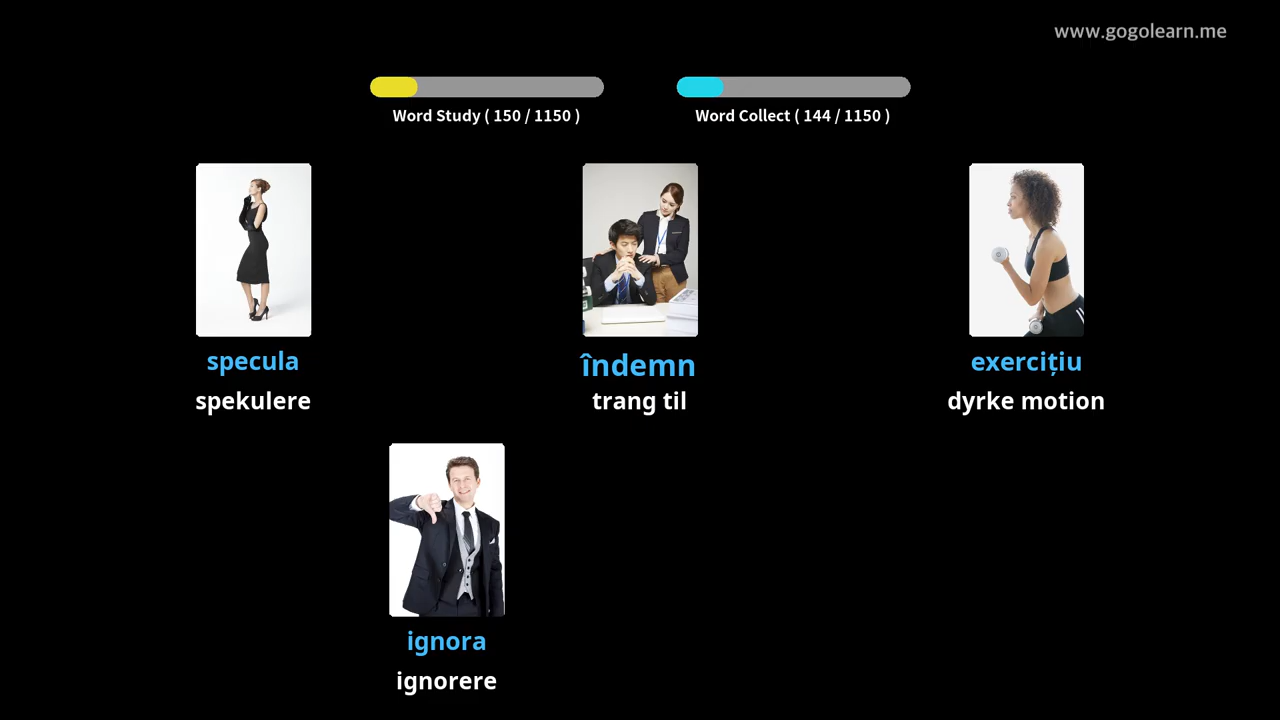 www.gogolearn.me
Word Study ( 150 / 1150 )
Word Collect ( 144 / 1150 )
specula
îndemn
exercițiu
spekulere
trang til
dyrke motion
ignora
ignorere